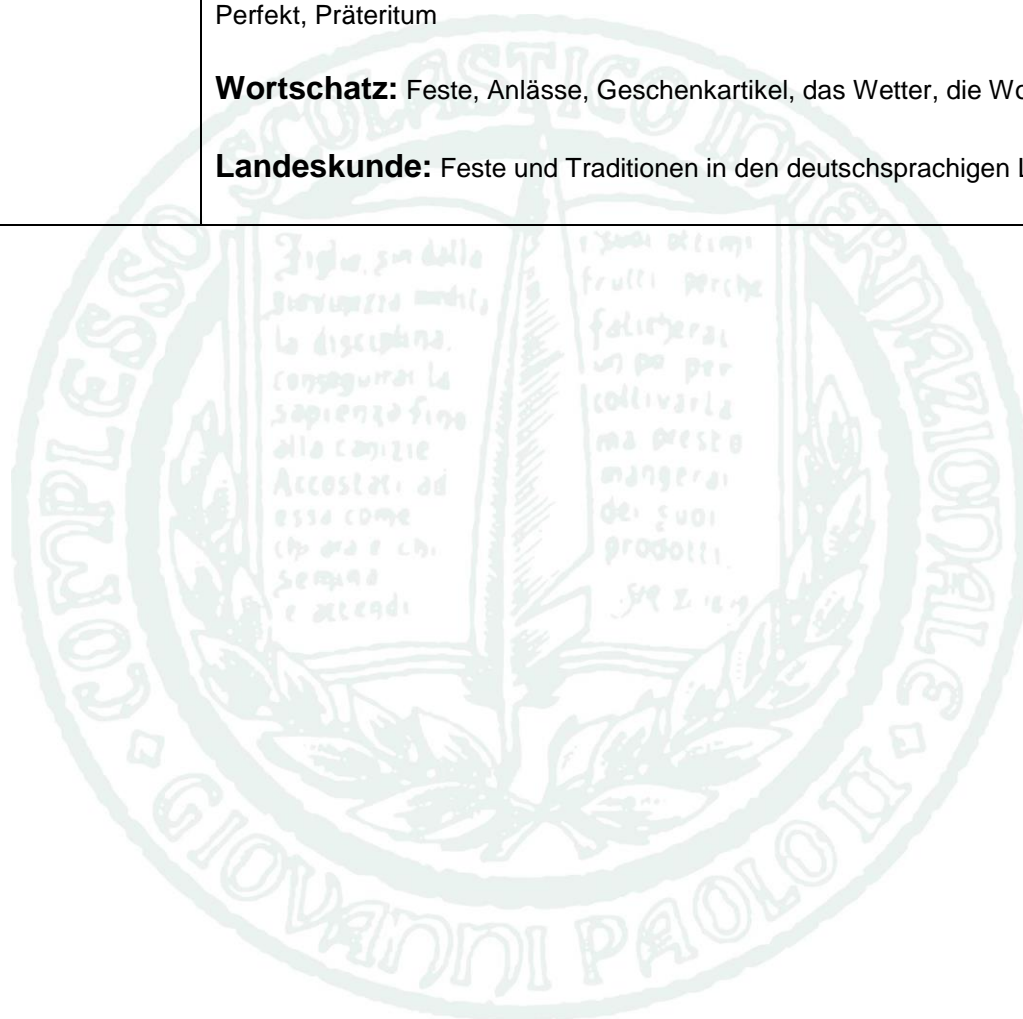 Perfekt, Präteritum
Wortschatz: Feste, Anlässe, Geschenkartikel, das Wetter, die Wo
Landeskunde: Feste und Traditionen in den deutschsprachigen L
COMPLESSO SCOLASTICO INTERNAZIONALE
GIOVANNI PAOLO II
Figlio, sin dalla
giovinezza medita
la disciplina,
conseguirai la
sapienza fino
alla canizie
Accostati ad
essa come
chi ara e chi
semina
e attendi
i suoi ottimi
frutti perche
faticherai
un po per
coltivarla
ma presto
mangerai
dei suoi
prodotti.